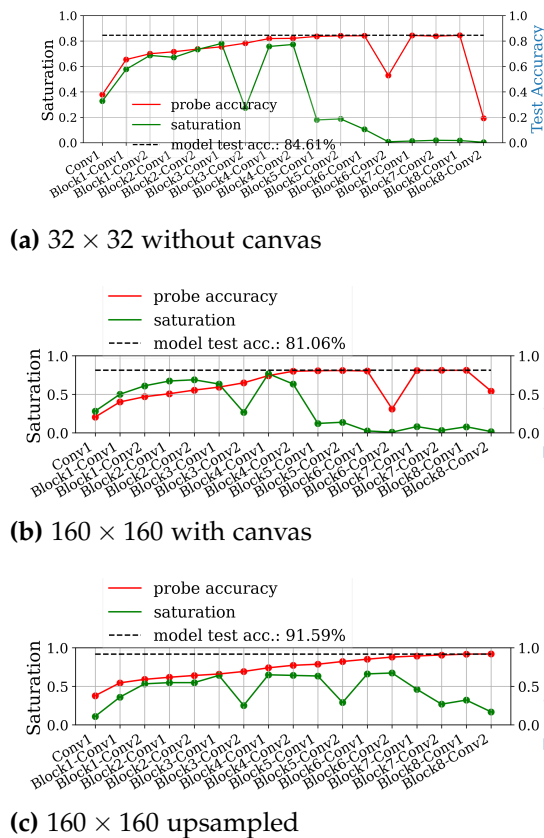 1.0
0.8
0.6
0.4
0.2
0.0
Saturation
1.0
0.8
0.6
0.4
0.2
0.0
Test Accuracy
probe accuracy
saturation
model test acc.: 84.61%
Conv1
Block1-Conv1
Block1-Conv2
Block2-Conv1
Block2-Conv2
Block3-Conv1
Block3-Conv2
Block4-Conv1
Block4-Conv2
Block5-Conv1
Block5-Conv2
Block6-Conv1
Block6-Conv2
Block7-Conv1
Block7-Conv2
Block8-Conv1
Block8-Conv2
(a) 32 × 32 without canvas
probe accuracy
saturation
model test acc.: 81.06%
1.0
0.5
0.0
Saturation
1.0
0.5
0.0
Conv1
Block1-Conv1
Block1-Conv2
Block2-Conv1
Block2-Conv2
Block3-Conv1
Block3-Conv2
Block4-Conv1
Block4-Conv2
Block5-Conv1
Block5-Conv2
Block6-Conv1
Block6-Conv2
Block7-Conv1
Block7-Conv2
Block8-Conv1
Block8-Conv2
(b) 160 × 160 with canvas
probe accuracy
saturation
model test acc.: 91.59%
1.0
0.5
0.0
Saturation
1.0
0.5
0.0
Conv1
Block1-Conv1
Block1-Conv2
Block2-Conv1
Block2-Conv2
Block3-Conv1
Block3-Conv2
Block4-Conv1
Block4-Conv2
Block5-Conv1
Block5-Conv2
Block6-Conv1
Block6-Conv2
Block7-Conv1
Block7-Conv2
Block8-Conv1
Block8-Conv2
(c) 160 × 160 upsampled